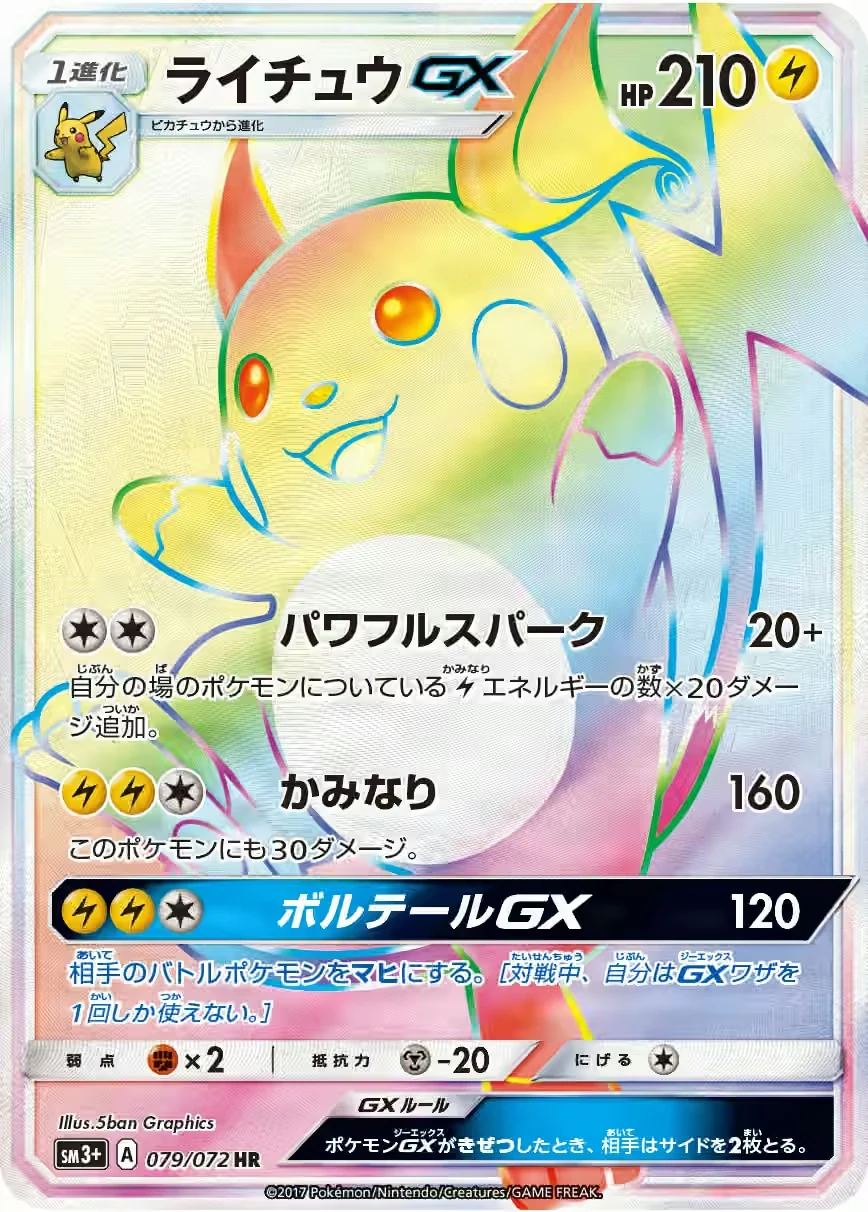 1進化
ライチュウGX
HP210
ピカチュウから進化
パワフルスパーク 20+
自分の場のポケモンについているエネルギーの数×20ダメー
ジ追加。
かみなり 160
このポケモンにも30ダメージ。
ボルテールGX 120
相手のバトルポケモンをマヒにする。[対戦中、自分はGXワザを
1回しか使えない。]
弱点 ×2 抵抗力 -20 にげる
GXルール
ポケモンGXがきぜつしたとき、相手はサイドを2枚とる。
Illus.5ban Graphics
SM3+ A 079/072 HR
©2017 Pokémon/Nintendo/Creatures/GAME FREAK.